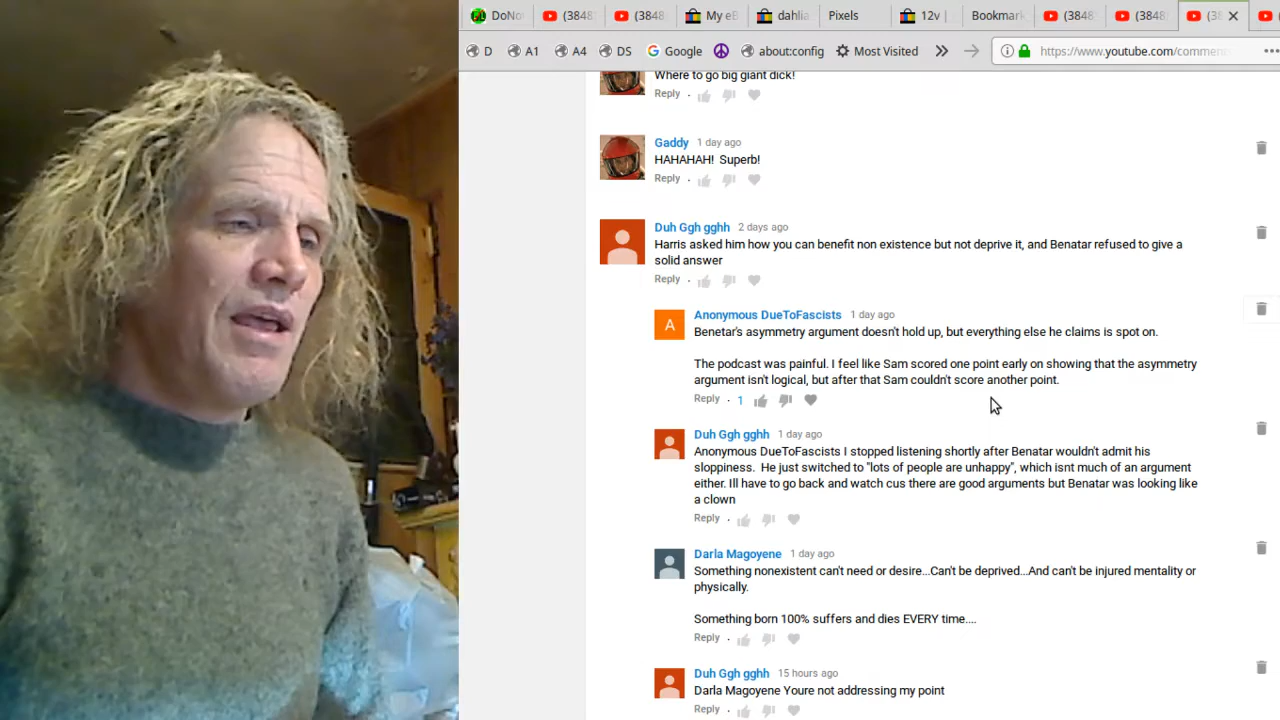 DoNo
(3848
(3848
My eB
dahlia
Pixels
12v |
Bookmark
(3848
(3848
(38
D
A1
A4
DS
Google
about:config
Most Visited
https://www.youtube.com/commen
Where to go big giant dick!
Reply
Gaddy 1 day ago
HAHAHAH! Superb!
Reply
Duh Ggh gghh 2 days ago
Harris asked him how you can benefit non existence but not deprive it, and Benatar refused to give a
solid answer
Reply
A
Anonymous DueToFascists 1 day ago
Benetar's asymmetry argument doesn't hold up, but everything else he claims is spot on.
The podcast was painful. I feel like Sam scored one point early on showing that the asymmetry
argument isn't logical, but after that Sam couldn't score another point.
Reply 1
Duh Ggh gghh 1 day ago
Anonymous DueToFascists I stopped listening shortly after Benatar wouldn't admit his
sloppiness. He just switched to "lots of people are unhappy", which isnt much of an argument
either. Ill have to go back and watch cus there are good arguments but Benatar was looking like
a clown
Reply
Darla Magoyene 1 day ago
Something nonexistent can't need or desire...Can't be deprived...And can't be injured mentality or
physically.
Something born 100% suffers and dies EVERY time....
Reply
Duh Ggh gghh 15 hours ago
Darla Magoyene Youre not addressing my point
Reply